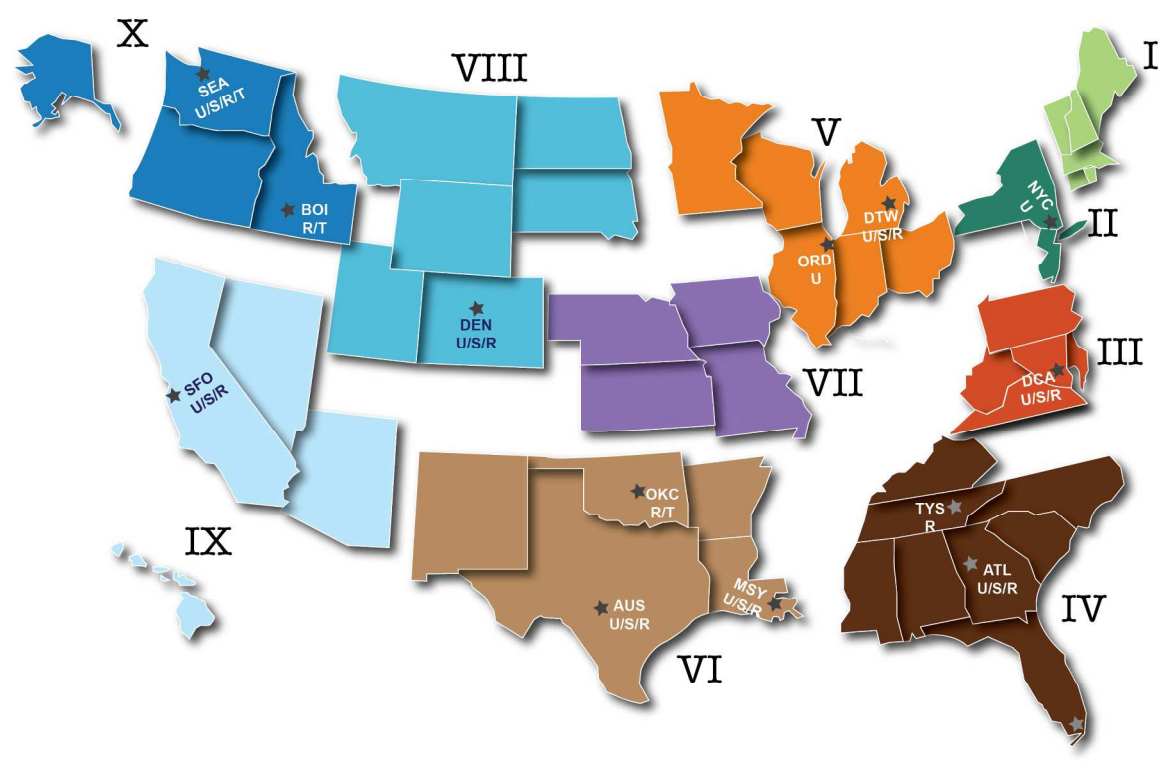 X
VIII
I
SEA
U/S/R/T
V
BOI
R/T
NYC
U
DTW
U/S/R
II
ORD
U
DEN
U/S/R
III
VII
SFO
U/S/R
DCA
U/S/R
OKC
R/T
TYS
R
IX
MSY
U/S/R
ATL
U/S/R
AUS
U/S/R
IV
VI